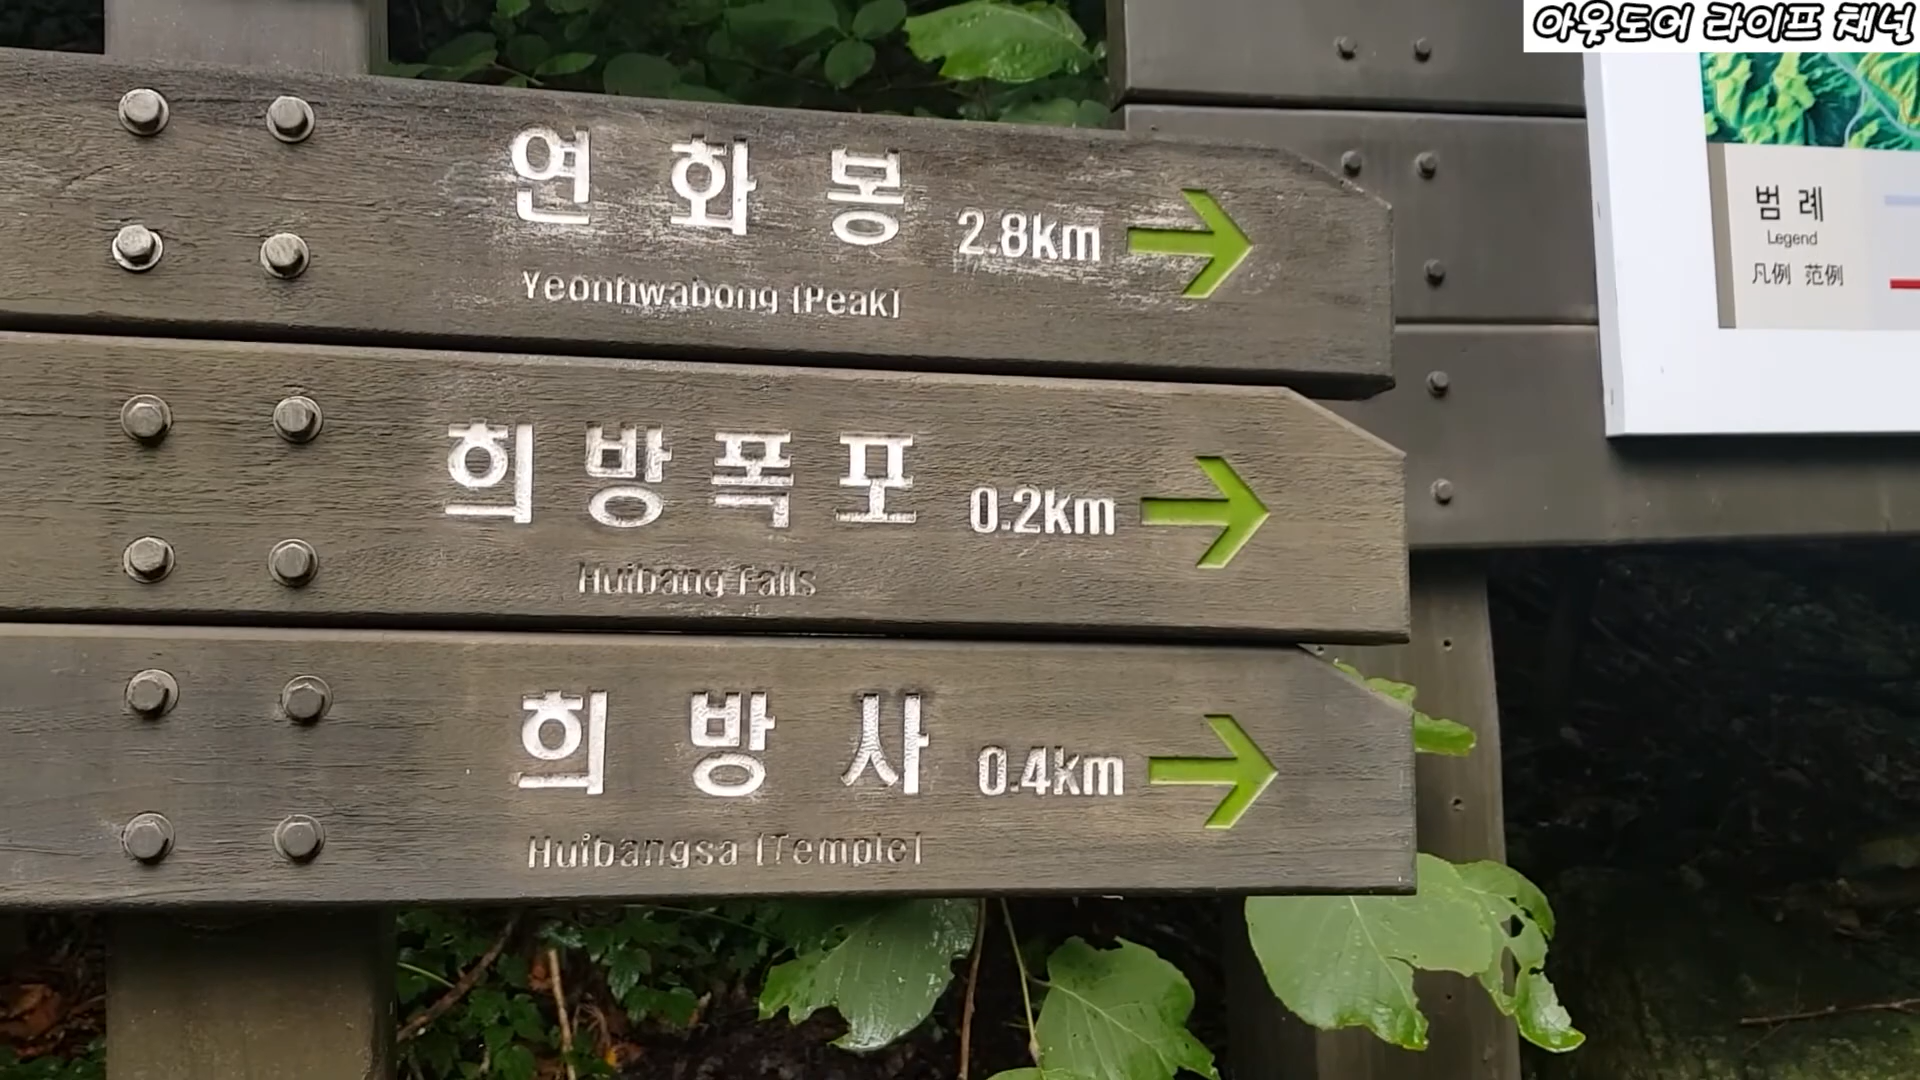 아웃도어 라이프 채널
연화봉 2.8km
Yeonhwabong (Peak)
희방폭포 0.2km
Huibang Falls
희방사 0.4km
Huibangsa (Temple)
범례
Legend
凡例 范例